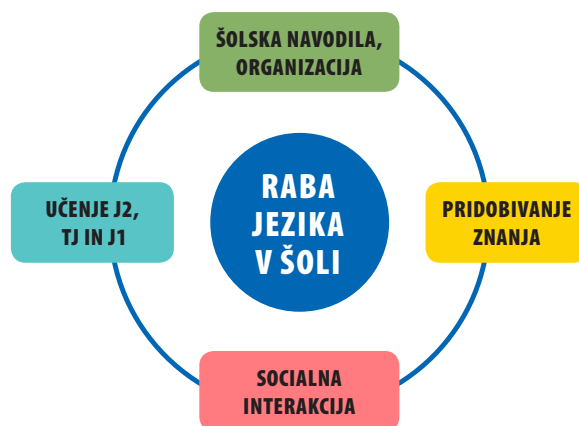 ŠOLSKA NAVODILA,
ORGANIZACIJA
UČENJE J2,
TJ IN J1
RABA
JEZIKA
V ŠOLI
PRIDOBIVANJE
ZNANJA
SOCIALNA
INTERAKCIJA